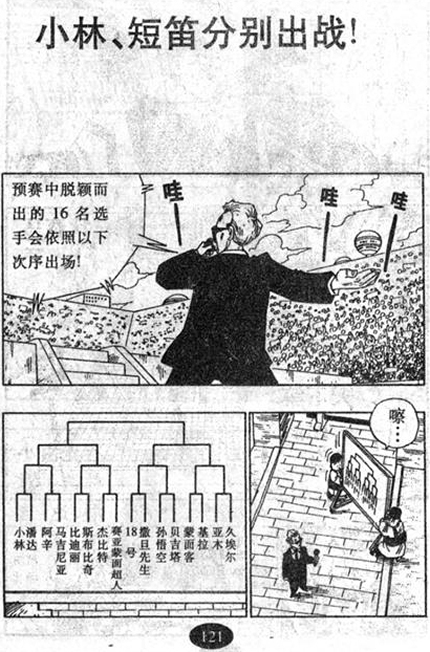 小林、短笛分别出战!
预赛中脱颖而
出的16名选
手会依照以下
次序出场!
哇
哇
哇
小林
潘达
阿辛
马吉尼亚
比迪丽
斯布比奇
杰比特
赛亚蒙面超人
18号
撒旦先生
孙悟空
贝吉塔
蒙面客
基拉
亚木
久埃尔
嚓…
121